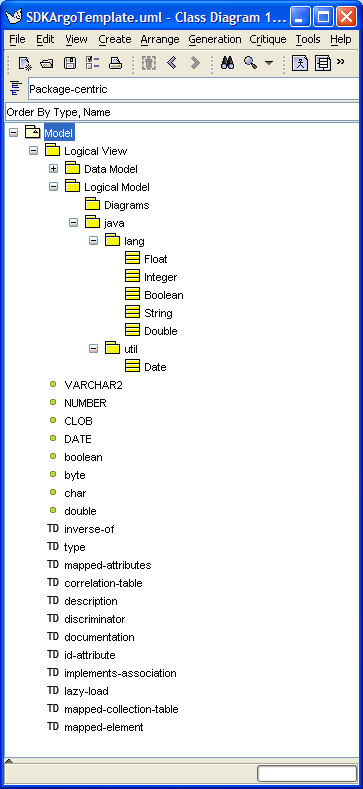 SDKArgoTemplate.uml - Class Diagram 1...
File Edit View Create Arrange Generation Critique Tools Help
Package-centric
Order By Type, Name
Model
Logical View
Data Model
Logical Model
Diagrams
java
lang
Float
Integer
Boolean
String
Double
util
Date
VARCHAR2
NUMBER
CLOB
DATE
boolean
byte
char
double
TD inverse-of
TD type
TD mapped-attributes
TD correlation-table
TD description
TD discriminator
TD documentation
TD id-attribute
TD implements-association
TD lazy-load
TD mapped-collection-table
TD mapped-element